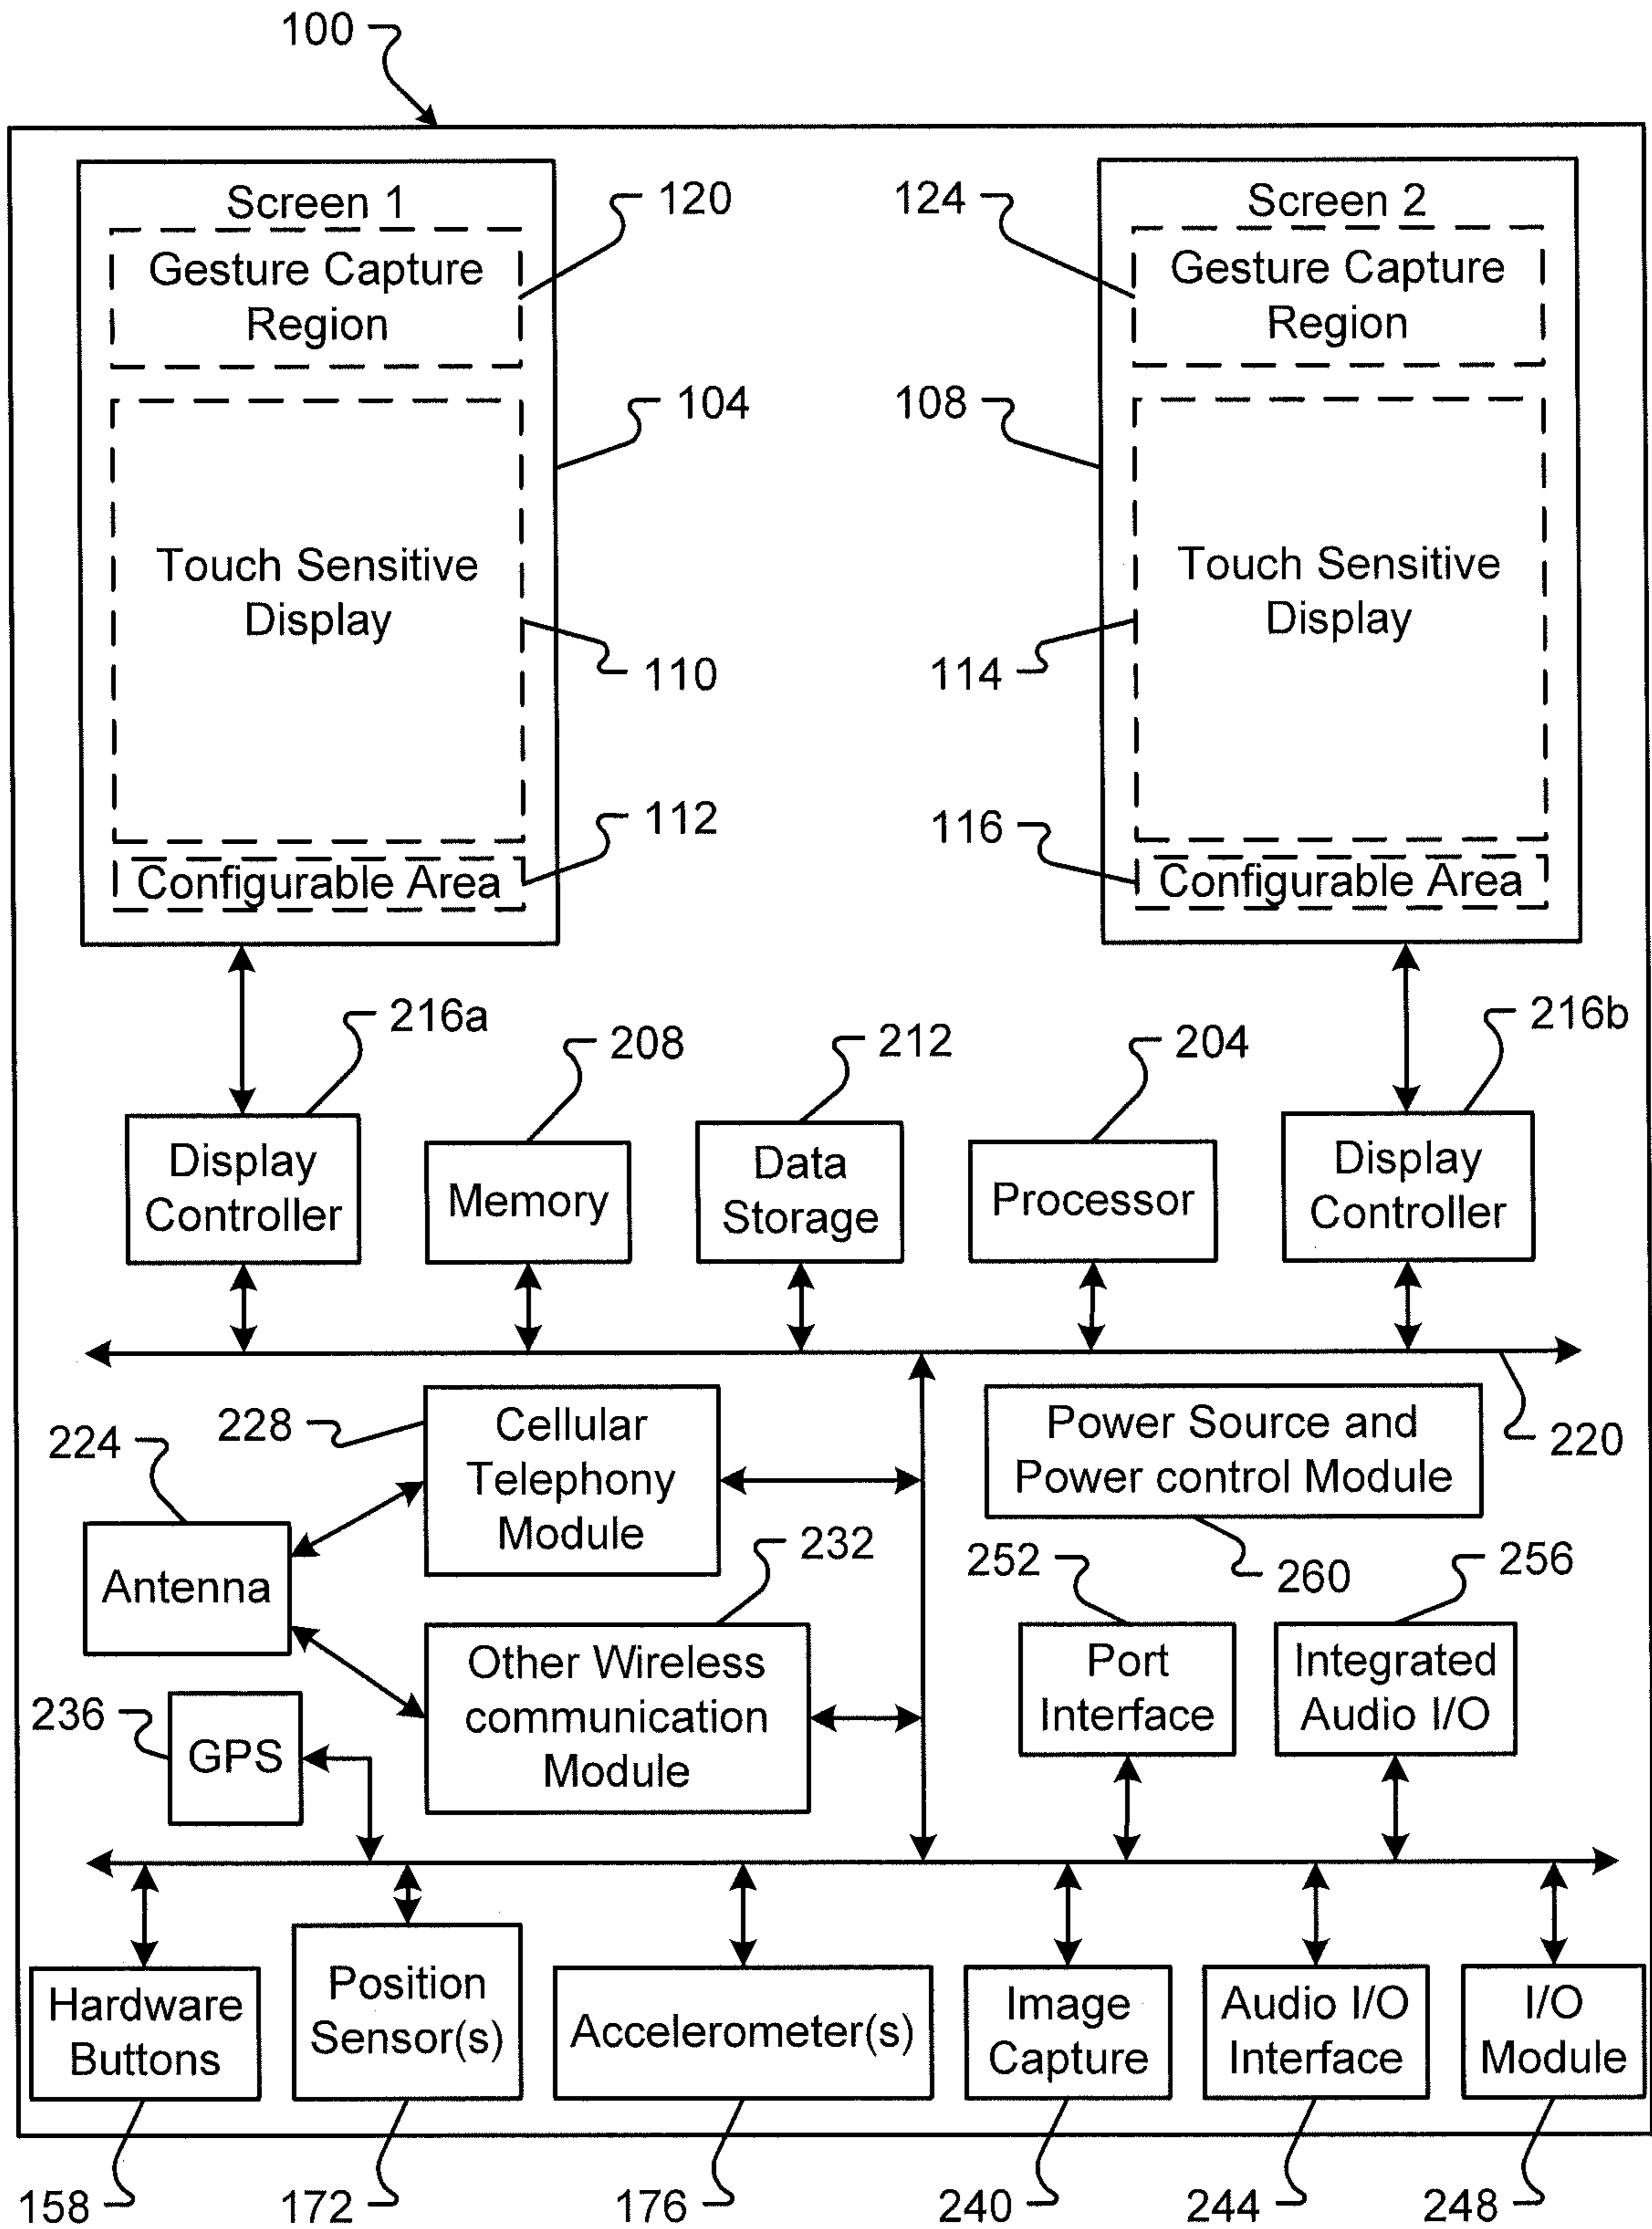 100
Screen 1
Gesture Capture
Region
120
104
Touch Sensitive
Display
110
112
Configurable Area
Screen 2
124
Gesture Capture
Region
108
Touch Sensitive
Display
114
116
Configurable Area
216a
208
212
204
216b
Display
Controller
Memory
Data
Storage
Processor
Display
Controller
220
224
228
Cellular
Telephony
Module
Power Source and
Power control Module
260
Antenna
232
Other Wireless
communication
Module
252
Port
Interface
256
Integrated
Audio I/O
236
GPS
Hardware
Buttons
Position
Sensor(s)
Accelerometer(s)
Image
Capture
Audio I/O
Interface
I/O
Module
158
172
176
240
244
248